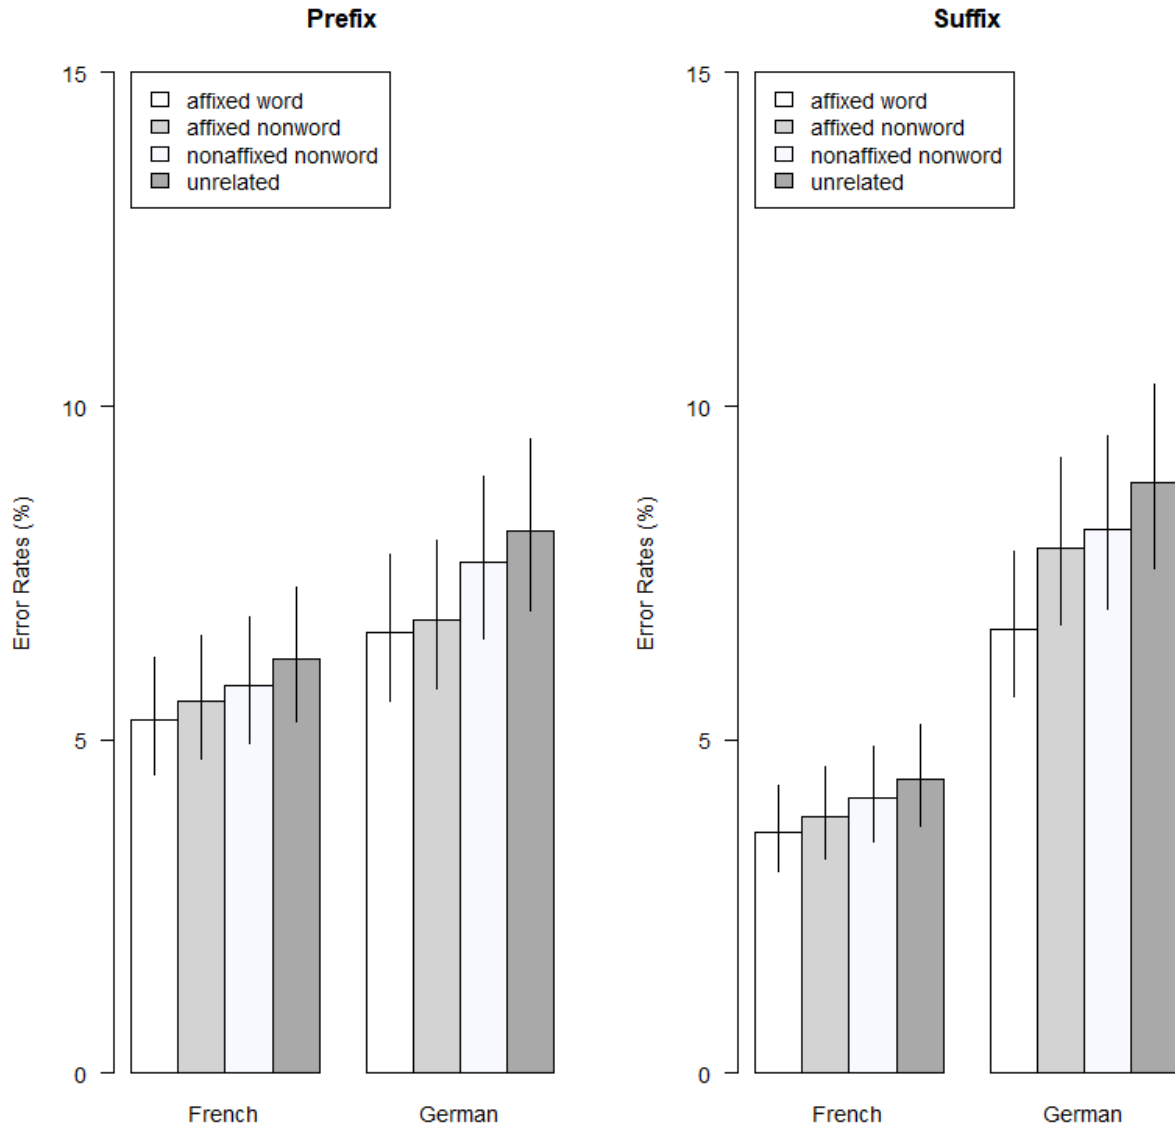 Prefix
15
affixed word
affixed nonword
nonaffixed nonword
unrelated
10
Error Rates (%)
5
0
French
German
Suffix
15
affixed word
affixed nonword
nonaffixed nonword
unrelated
10
Error Rates (%)
5
0
French
German